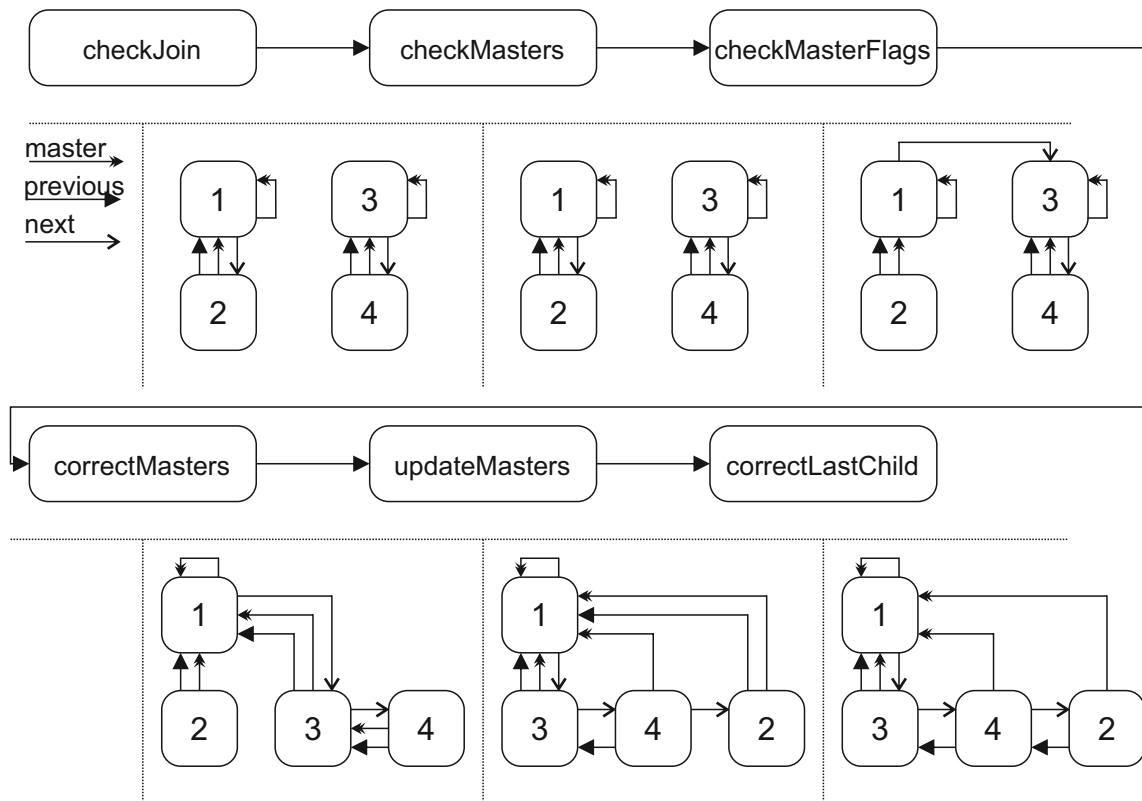 checkJoin checkMasters checkMasterFlags
master
previous
next
1 3 1 3 1 3
2 4 2 4 2 4
correctMasters updateMasters correctLastChild
1 1 1
2 3 4 3 4 2 3 4 2